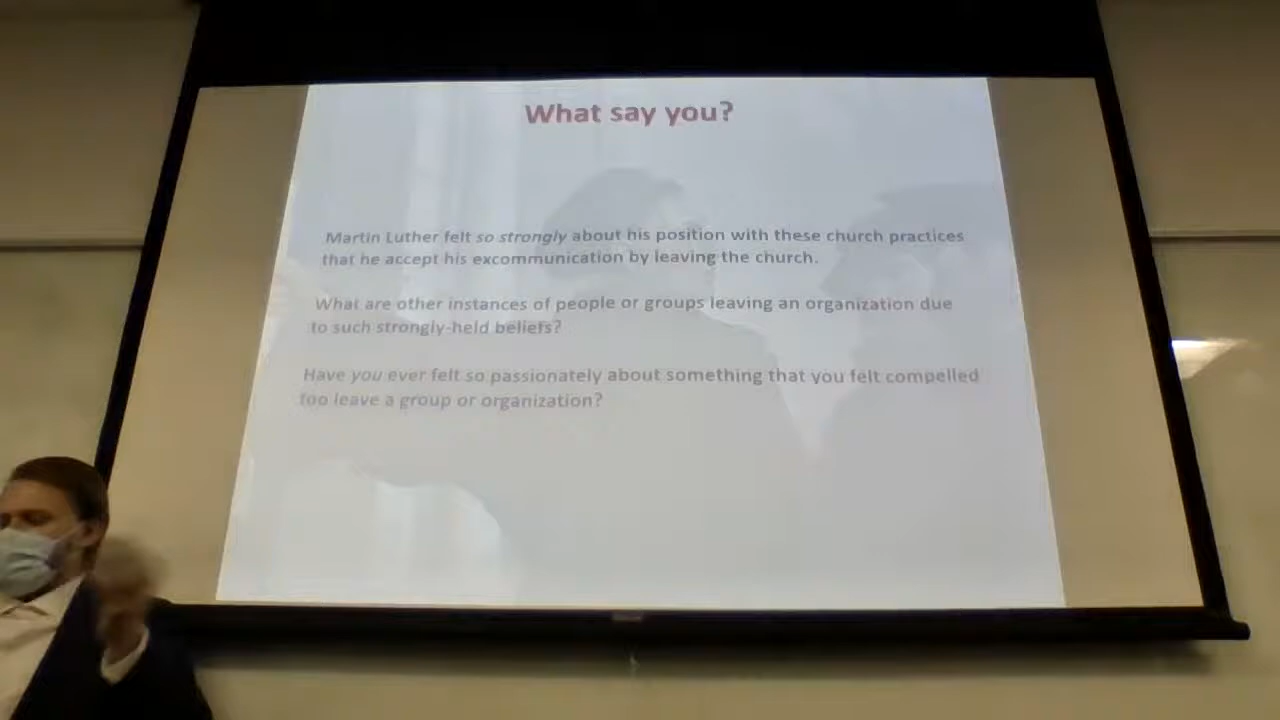 What say you?
Martin Luther felt so strongly about his position with these church practices
that he accept his excommunication by leaving the church.
What are other instances of people or groups leaving an organization due
to such strongly-held beliefs?
Have you ever felt so passionately about something that you felt compelled
too leave a group or organization?